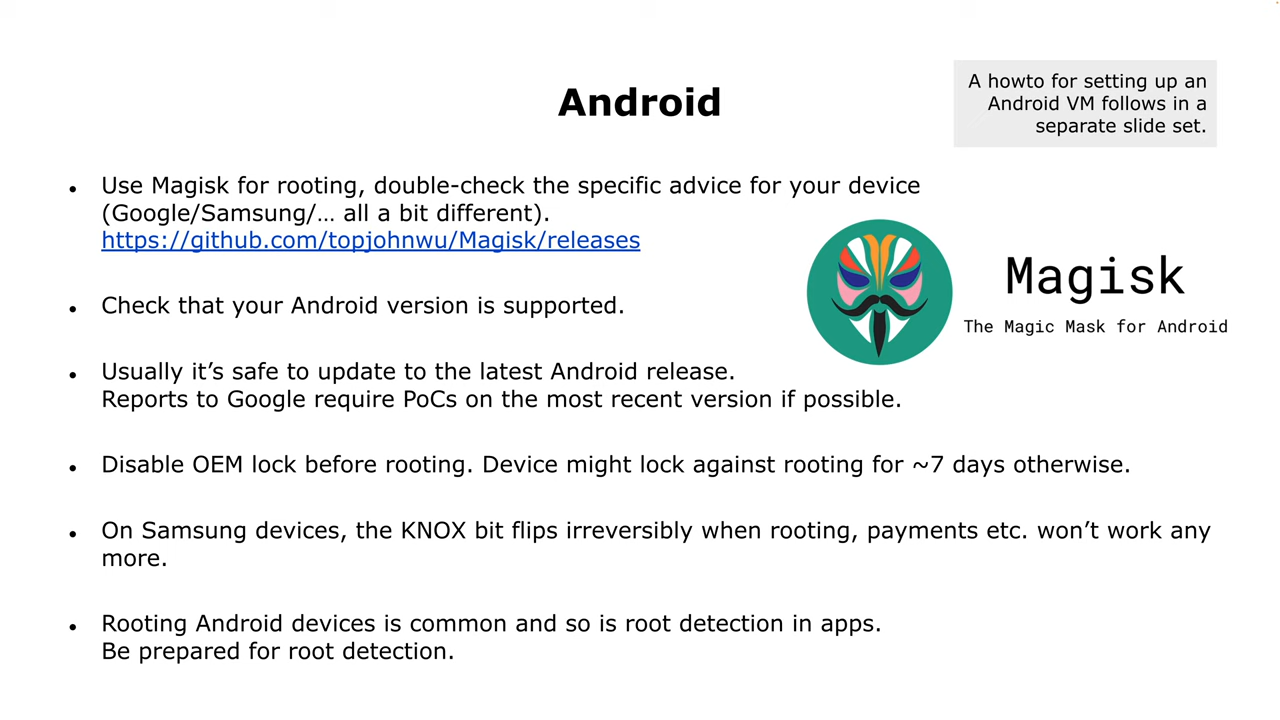 Android
A howto for setting up an
Android VM follows in a
separate slide set.
• Use Magisk for rooting, double-check the specific advice for your device
(Google/Samsung/… all a bit different).
https://github.com/topjohnwu/Magisk/releases
• Check that your Android version is supported.
Magisk
The Magic Mask for Android
• Usually it’s safe to update to the latest Android release.
Reports to Google require PoCs on the most recent version if possible.
• Disable OEM lock before rooting. Device might lock against rooting for ~7 days otherwise.
• On Samsung devices, the KNOX bit flips irreversibly when rooting, payments etc. won’t work any
more.
• Rooting Android devices is common and so is root detection in apps.
Be prepared for root detection.